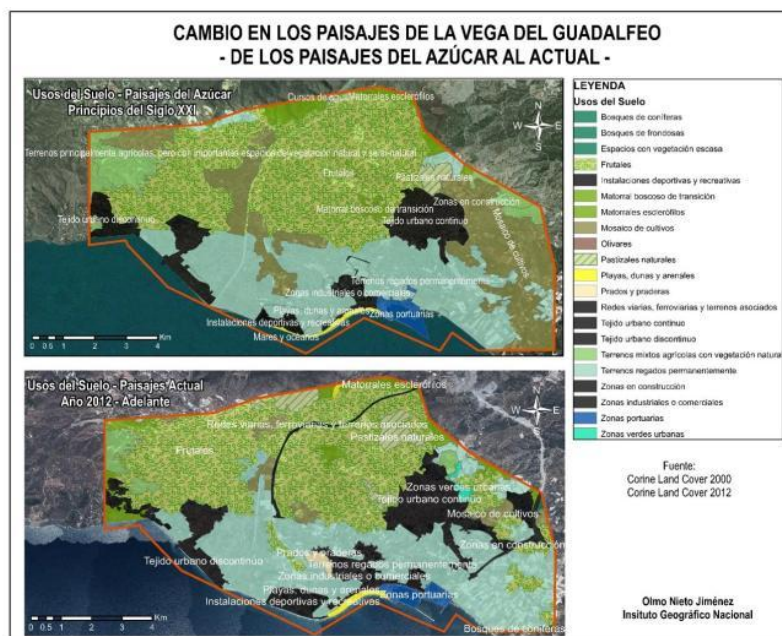 CAMBIO EN LOS PAISAJES DE LA VEGA DEL GUADALFEO
- DE LOS PAISAJES DEL AZÚCAR AL ACTUAL -
Usos del Suelo - Paisajes del Azúcar
Principios del Siglo XXI
Cursos de agua
Matorrales esclerófilos
N
W E
S
Terrenos principalmente agrícolas, pero con importantes espacios de vegetación natural y semi-natural
Frutales
Pastizales naturales
Zonas en construcción
Matorral boscoso de transición
Tejido urbano continuo
Tejido urbano discontinuo
Mosaico de cultivos
Terrenos regados permanentemente
Zonas industriales o comerciales
Playas, dunas y arenales
Zonas portuarias
Instalaciones deportivas y recreativas
Mares y océanos
0 0,5 1 2 3 4 Km
Usos del Suelo - Paisajes Actual
Año 2012 - Adelante
Matorrales esclerófilos
N
W E
S
Redes viarias, ferroviarias y terrenos asociados
Pastizales naturales
Frutales
Zonas verdes urbanas
Tejido urbano continuo
Mosaico de cultivos
Zonas en construcción
Tejido urbano discontinuo
Prados y praderas
Terrenos regados permanentemente
Zonas industriales o comerciales
Playas, dunas y arenales
Zonas portuarias
Instalaciones deportivas y recreativas
Bosques de coníferas
0 0,5 1 2 3 4 Km
LEYENDA
Usos del Suelo
Bosques de coníferas
Bosques de frondosas
Espacios con vegetación escasa
Frutales
Instalaciones deportivas y recreativas
Matorral boscoso de transición
Matorrales esclerófilos
Mosaico de cultivos
Olivares
Pastizales naturales
Playas, dunas y arenales
Prados y praderas
Redes viarias, ferroviarias y terrenos asociados
Tejido urbano continuo
Tejido urbano discontinuo
Terrenos mixtos agrícolas con vegetación natural
Terrenos regados permanentemente
Zonas en construcción
Zonas industriales o comerciales
Zonas portuarias
Zonas verdes urbanas
Fuente:
Corine Land Cover 2000
Corine Land Cover 2012
Olmo Nieto Jiménez
Insituto Geográfico Nacional